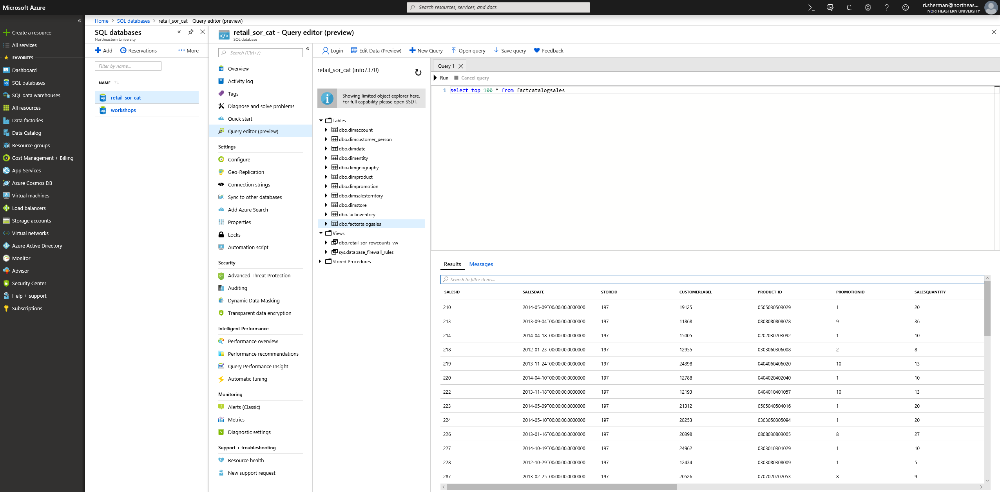 Microsoft Azure
Search resources, services, and docs
ri.sherman@northeas...
NORTHEASTERN UNIVERSITY
Create a resource
All services
FAVORITES
Dashboard
SQL databases
SQL data warehouses
All resources
Data factories
Data Catalog
Resource groups
Cost Management + Billing
App Services
Azure Cosmos DB
Virtual machines
Load balancers
Storage accounts
Virtual networks
Azure Active Directory
Monitor
Advisor
Security Center
Help + support
Subscriptions
Home > SQL databases > retail_sor_cat - Query editor (preview)
SQL databases
Northeastern University
Add Reservations More
Filter by name...
NAME
retail_sor_cat
workshops
retail_sor_cat - Query editor (preview)
SQL database
Search (Ctrl+/)
Overview
Activity log
Tags
Diagnose and solve problems
Quick start
Query editor (preview)
Settings
Configure
Geo-Replication
Connection strings
Sync to other databases
Add Azure Search
Properties
Locks
Automation script
Security
Advanced Threat Protection
Auditing
Dynamic Data Masking
Transparent data encryption
Intelligent Performance
Performance overview
Performance recommendations
Query Performance Insight
Automatic tuning
Monitoring
Alerts (Classic)
Metrics
Diagnostic settings
Support + troubleshooting
Resource health
New support request
Login Edit Data (Preview) New Query Open query Save query Feedback
retail_sor_cat (info7370)
Showing limited object explorer here.
For full capability please open SSDT.
Tables
dbo.dimaccount
dbo.dimcustomer_person
dbo.dimdate
dbo.dimentity
dbo.dimgeography
dbo.dimproduct
dbo.dimpromotion
dbo.dimsalesterritory
dbo.dimstore
dbo.factinventory
dbo.factcatalogsales
Views
dbo.retail_sor_rowcounts_vw
sys.database_firewall_rules
Stored Procedures
Query 1
Run Cancel query
1 select top 100 * from factcatalogsales
Results Messages
Search to filter items...
SALESID SALESDATE STOREID CUSTOMERLABEL PRODUCT_ID PROMOTIONID SALESQUANTITY
210 2014-05-09T00:00:00.0000000 197 19125 0505030503029 1 20
213 2013-09-04T00:00:00.0000000 197 11868 0808080808078 9 36
214 2014-04-18T00:00:00.0000000 197 15005 0202030203092 1 10
218 2012-01-23T00:00:00.0000000 197 12955 0303060306008 2 8
219 2013-11-24T00:00:00.0000000 197 24398 0404060406020 10 13
220 2014-04-10T00:00:00.0000000 197 12788 0404020402040 1 10
222 2013-11-18T00:00:00.0000000 197 12193 0404010401057 10 13
223 2014-05-09T00:00:00.0000000 197 21312 0505040504016 1 20
224 2014-05-10T00:00:00.0000000 197 28253 0303050305094 1 20
226 2013-01-16T00:00:00.0000000 197 20398 0808030803005 8 27
227 2014-10-19T00:00:00.0000000 197 24962 0303010301029 1 10
228 2012-10-29T00:00:00.0000000 197 12434 0303080308009 1 5
287 2013-02-25T00:00:00.0000000 197 20526 0707020702053 8 9